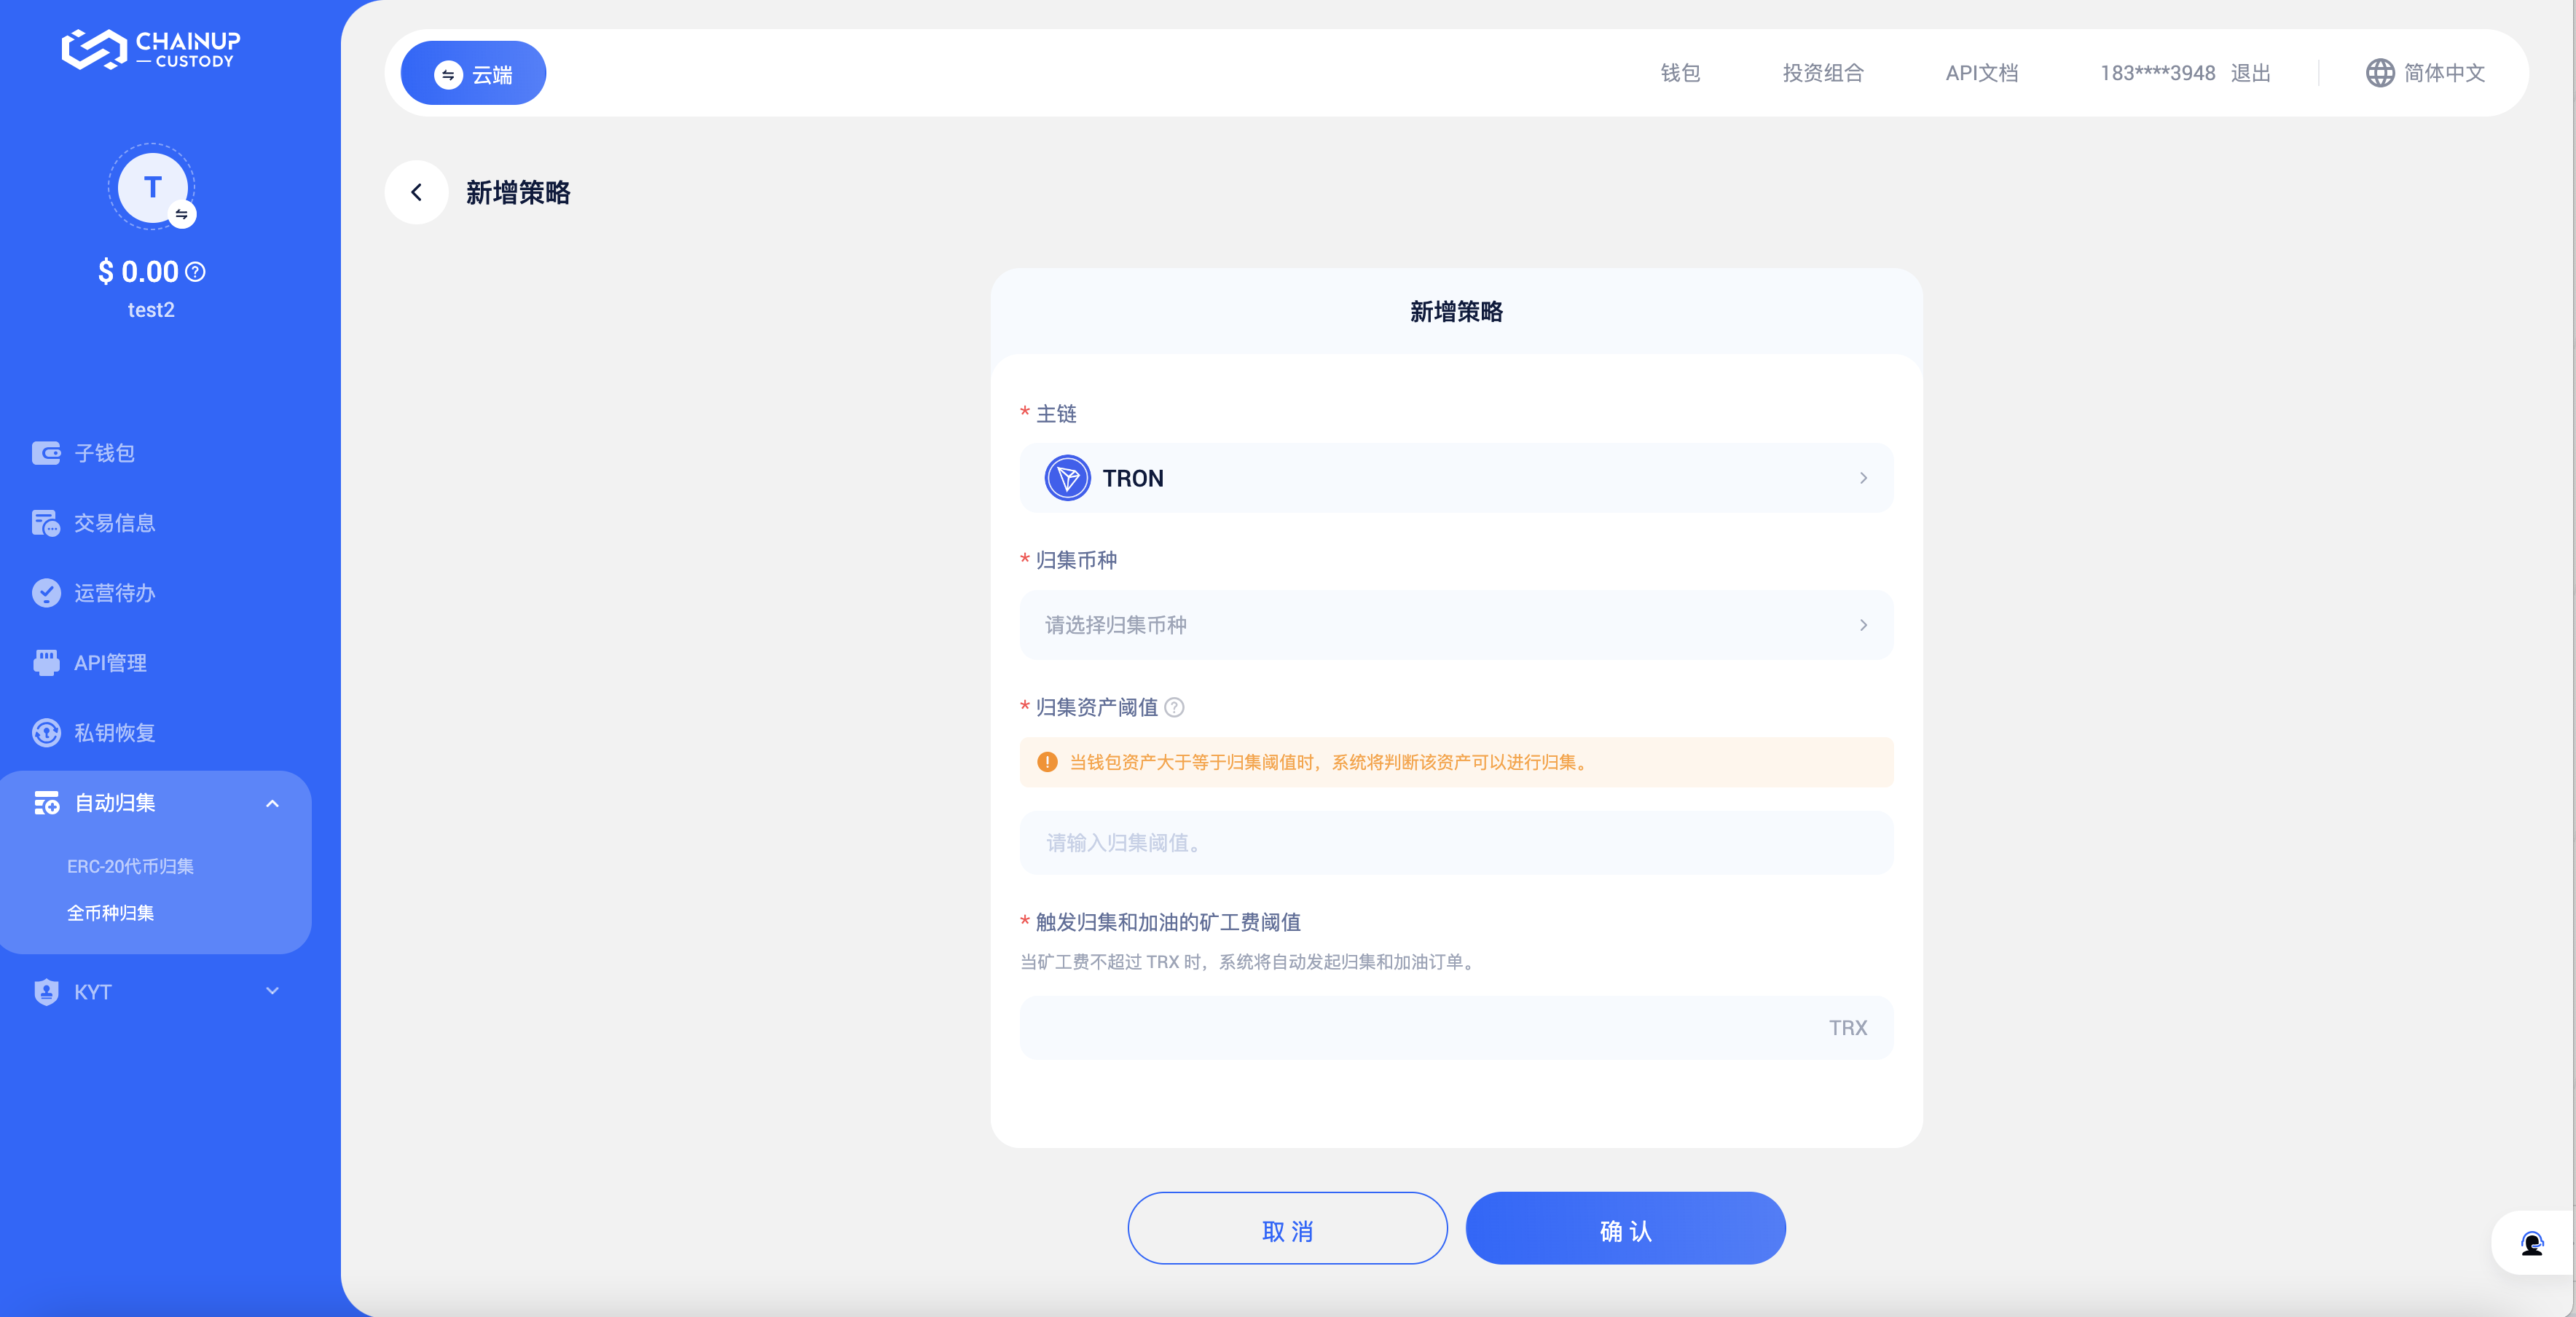 CHAINUP
CUSTODY
云端
钱包
投资组合
API文档
183****3948 退出
简体中文
T
$ 0.00
test2
子钱包
交易信息
运营待办
API管理
私钥恢复
自动归集
ERC-20代币归集
全币种归集
KYT
新增策略
新增策略
* 主链
TRON
* 归集币种
请选择归集币种
* 归集资产阈值
当钱包资产大于等于归集阈值时，系统将判断该资产可以进行归集。
请输入归集阈值。
* 触发归集和加油的矿工费阈值
当矿工费不超过 TRX 时，系统将自动发起归集和加油订单。
TRX
取消
确认